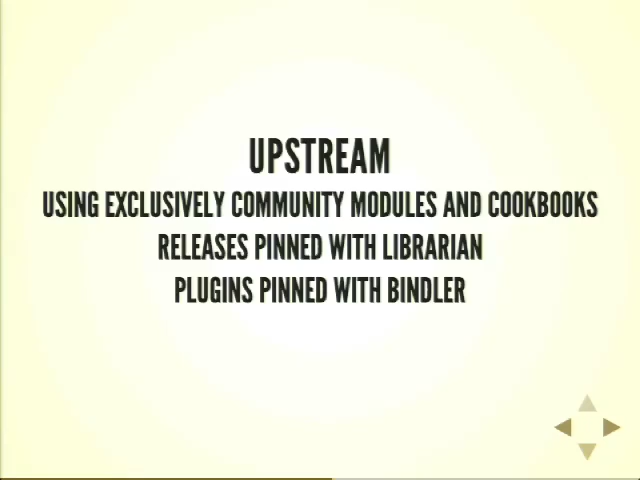 UPSTREAM
USING EXCLUSIVELY COMMUNITY MODULES AND COOKBOOKS
RELEASES PINNED WITH LIBRARIAN
PLUGINS PINNED WITH BINDLER